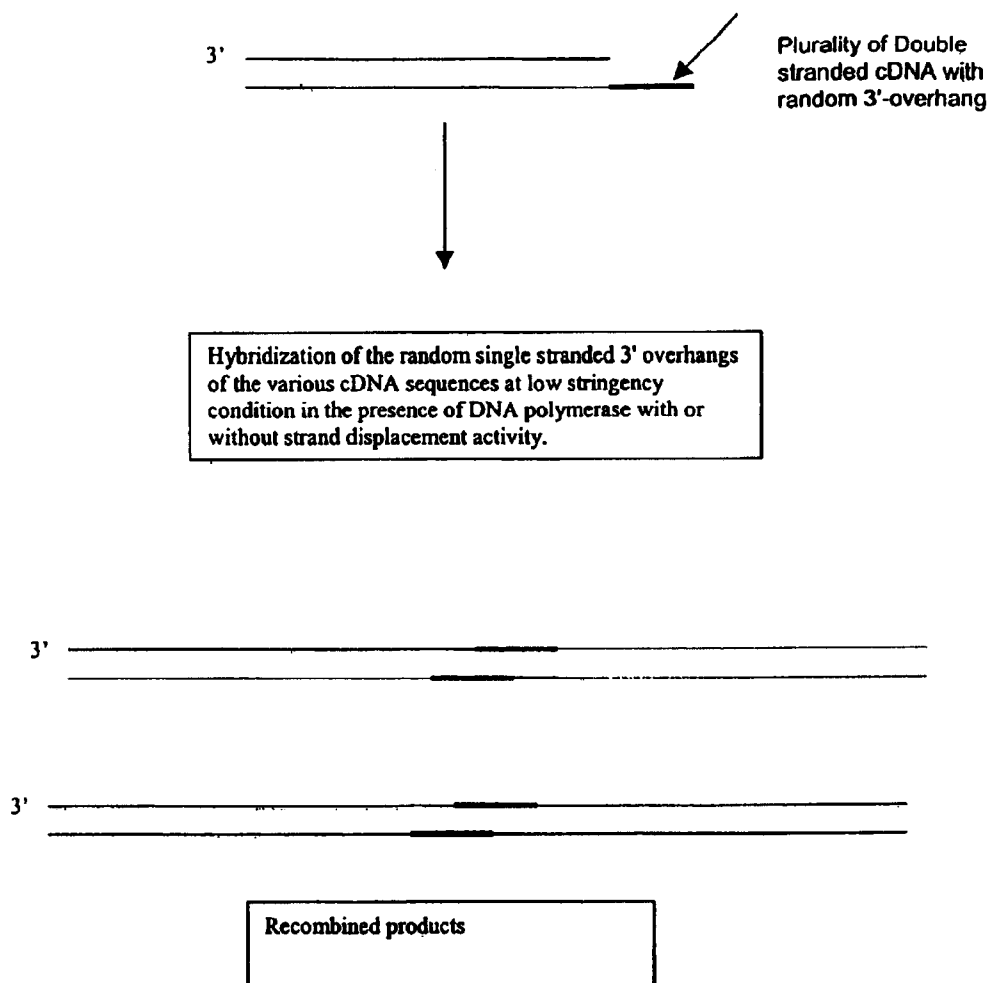 3'
Plurality of Double
stranded cDNA with
random 3'-overhang
Hybridization of the random single stranded 3' overhangs
of the various cDNA sequences at low stringency
condition in the presence of DNA polymerase with or
without strand displacement activity.
3'
3'
Recombined products